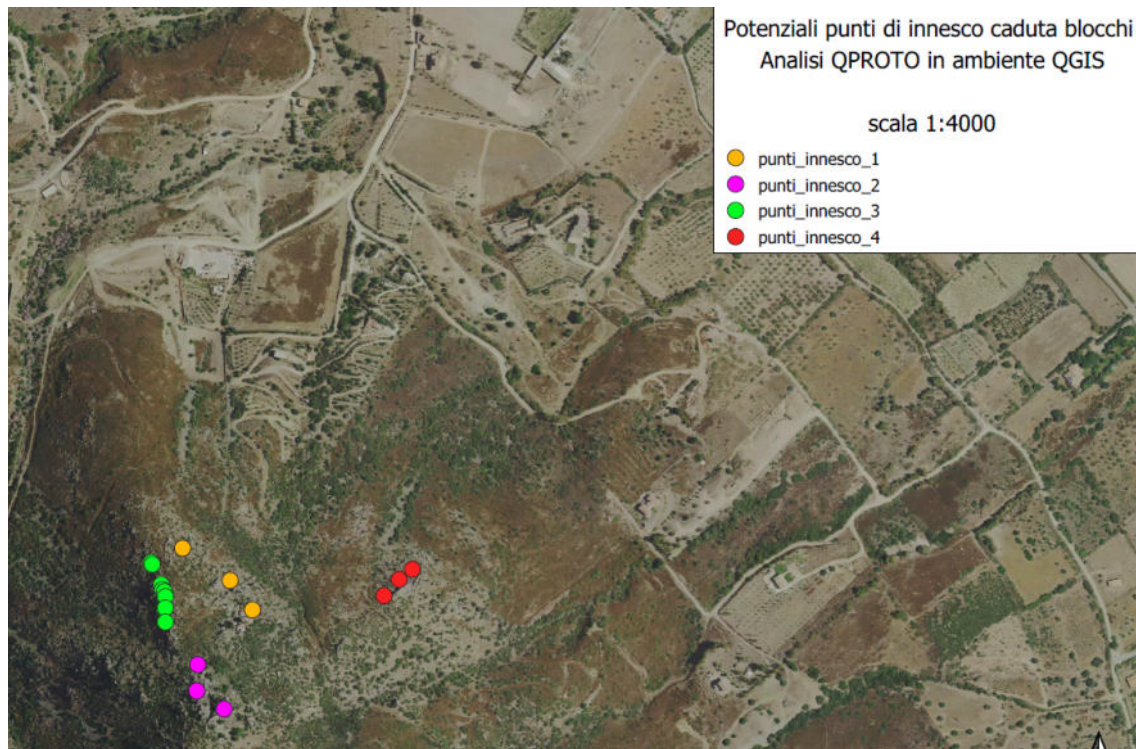 Potenziali punti di innesco caduta blocchi
Analisi QPROTO in ambiente QGIS
scala 1:4000
punti_innesco_1
punti_innesco_2
punti_innesco_3
punti_innesco_4